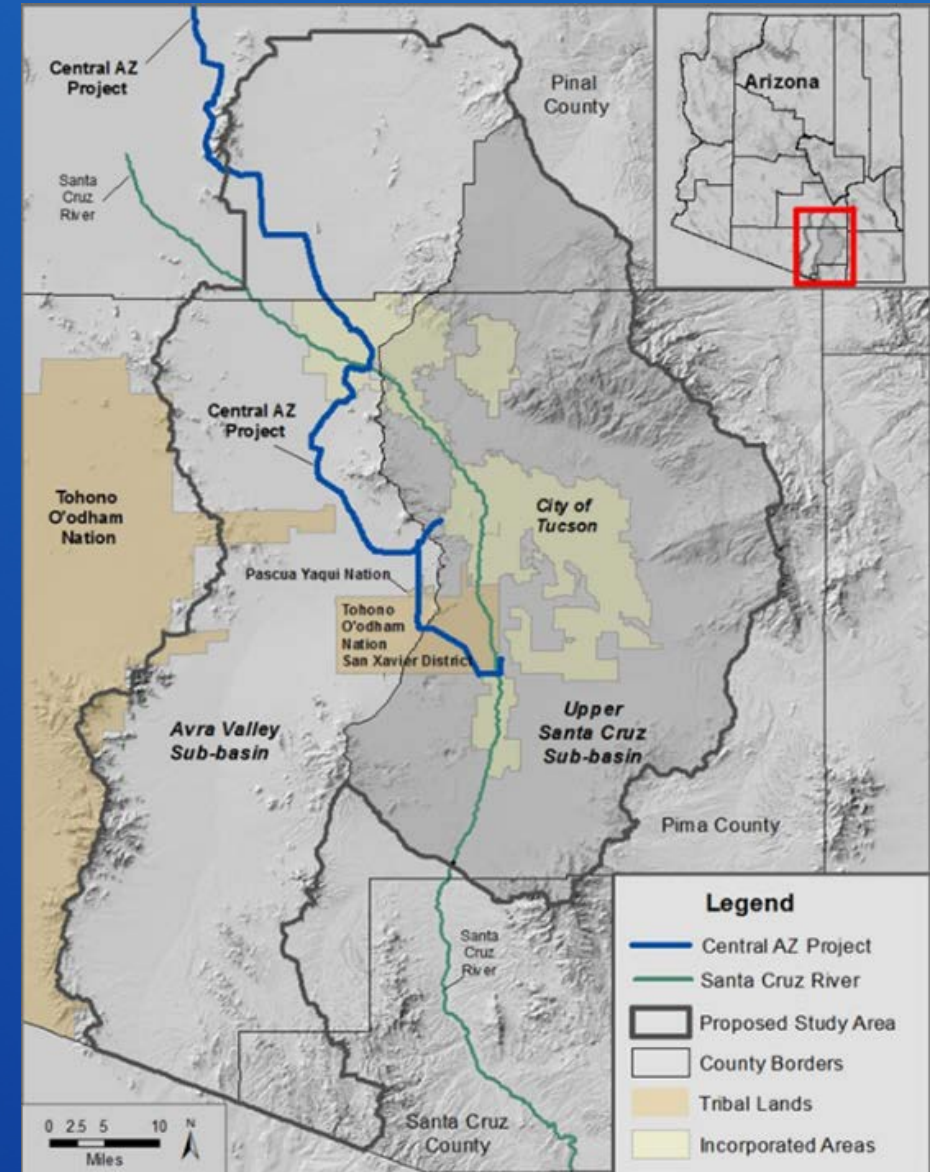 Central AZ
Project
Pinal
County
Arizona
Santa
Cruz
River
Central AZ
Project
Tohono
O'odham
Nation
City of
Tucson
Pascua Yaqui Nation
Tohono
O'odham
Nation
San Xavier District
Avra Valley
Sub-basin
Upper
Santa Cruz
Sub-basin
Pima County
Santa
Cruz
River
Santa Cruz
County
Legend
Central AZ Project
Santa Cruz River
Proposed Study Area
County Borders
Tribal Lands
Incorporated Areas
0 2.5 5 10
Miles
N